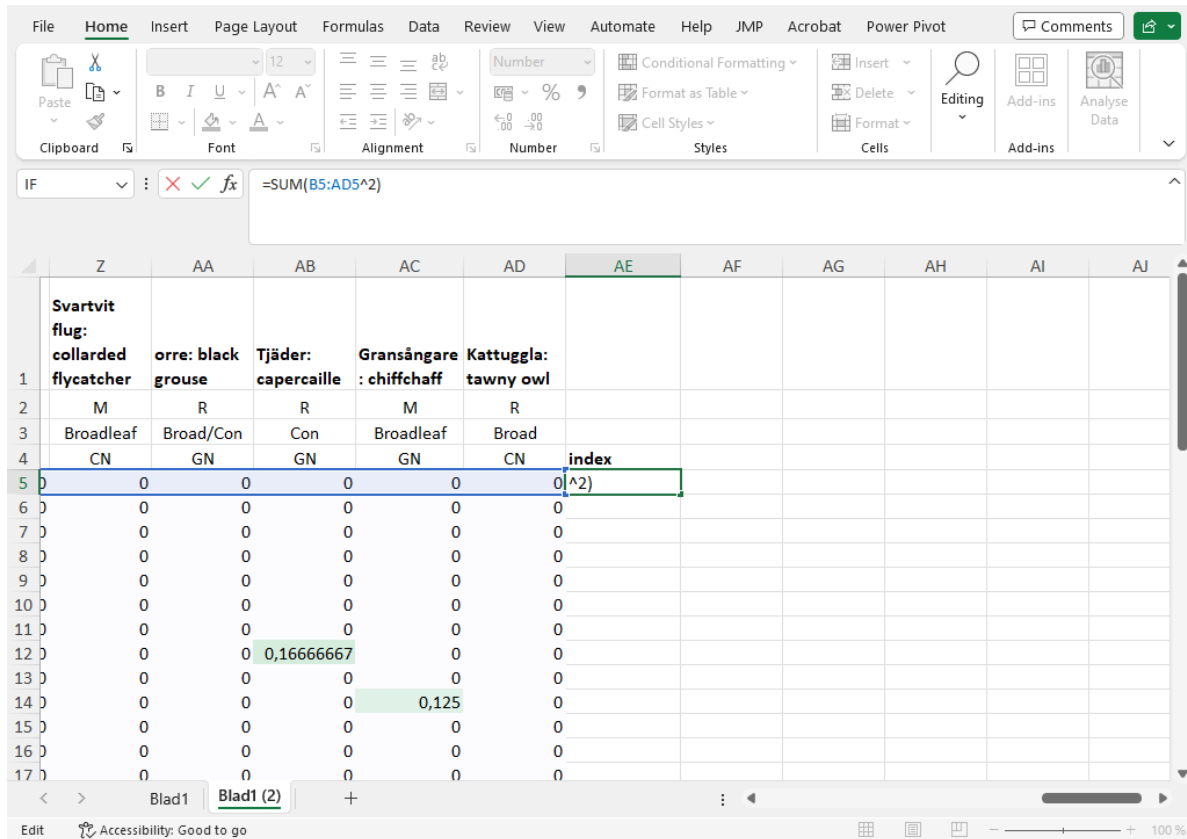 File Home Insert Page Layout Formulas Data Review View Automate Help JMP Acrobat Power Pivot Comments
Paste
12
B I U A A
ab
Number
% 9
Conditional Formatting
Format as Table
Cell Styles
Insert
Delete
Format
Editing
Add-ins
Analyse
Data
Clipboard Font Alignment Number Styles Cells Add-ins
IF fx =SUM(B5:AD5^2)
Z AA AB AC AD AE AF AG AH AI AJ
Svartvit
flug:
collarded orre: black Tjäder: Gransångare Kattuggla:
1 flycatcher grouse capercaille : chiffchaff tawny owl
2 M R R M R
3 Broadleaf Broad/Con Con Broadleaf Broad
4 CN GN GN GN CN index
5 0 0 0 0 0 ^2)
6 0 0 0 0 0
7 0 0 0 0 0
8 0 0 0 0 0
9 0 0 0 0 0
10 0 0 0 0 0
11 0 0 0 0 0
12 0 0 0,16666667 0 0
13 0 0 0 0 0
14 0 0 0 0,125 0
15 0 0 0 0 0
16 0 0 0 0 0
17 0 0 0 0 0
Blad1 Blad1 (2) +
Edit Accessibility: Good to go 100 %